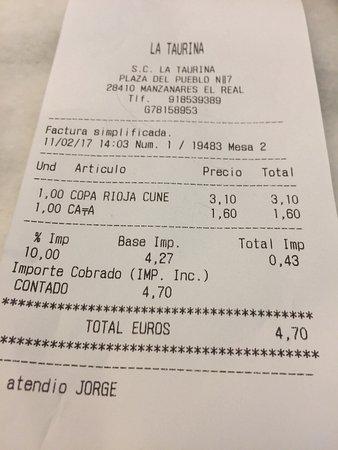 LA TAURINA
S.C. LA TAURINA
PLAZA DEL PUEBLO Nº7
28410 MANZANARES EL REAL
Tlf. 918539389
G78158953
Factura simplificada.
11/02/17 14:03 Num. 1 / 19483 Mesa 2
Und Articulo Precio Total
1,00 COPA RIOJA CUNE 3,10 3,10
1,00 CA╤A 1,60 1,60
% Imp Base Imp. Total Imp
10,00 4,27 0,43
Importe Cobrado (IMP. Inc.)
CONTADO 4,70
****************************************
TOTAL EUROS 4,70
****************************************
atendio JORGE